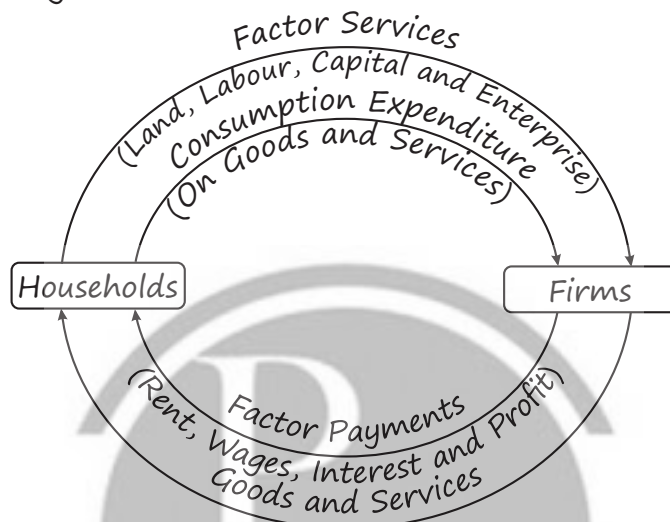 Factor Services
(Land, Labour, Capital and Enterprise)
Consumption Expenditure
(On Goods and Services)
Households
Firms
Factor Payments
(Rent, Wages, Interest and Profit)
Goods and Services